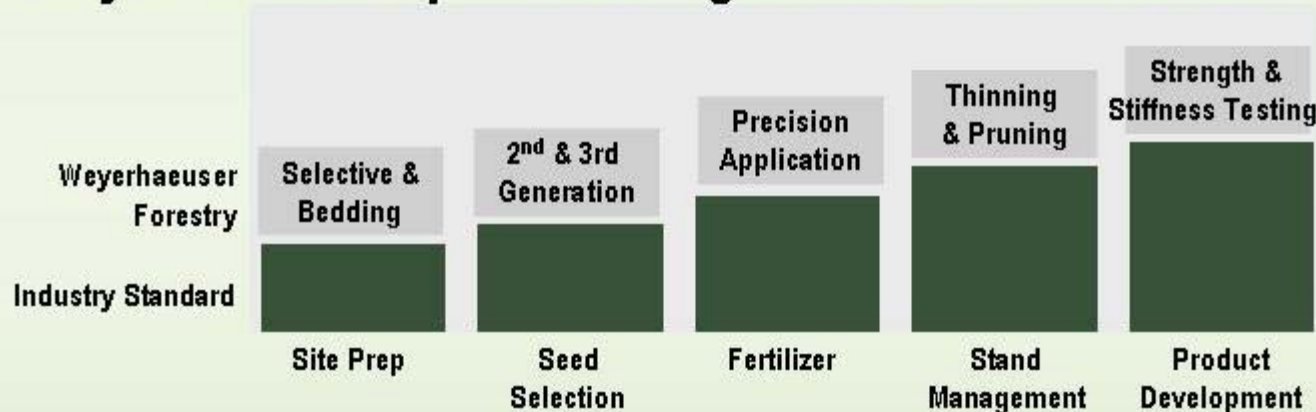 Weyerhaeuser
Forestry
Industry Standard
Selective &
Bedding
2nd & 3rd
Generation
Precision
Application
Thinning
& Pruning
Strength &
Stiffness Testing
Site Prep
Seed
Selection
Fertilizer
Stand
Management
Product
Development